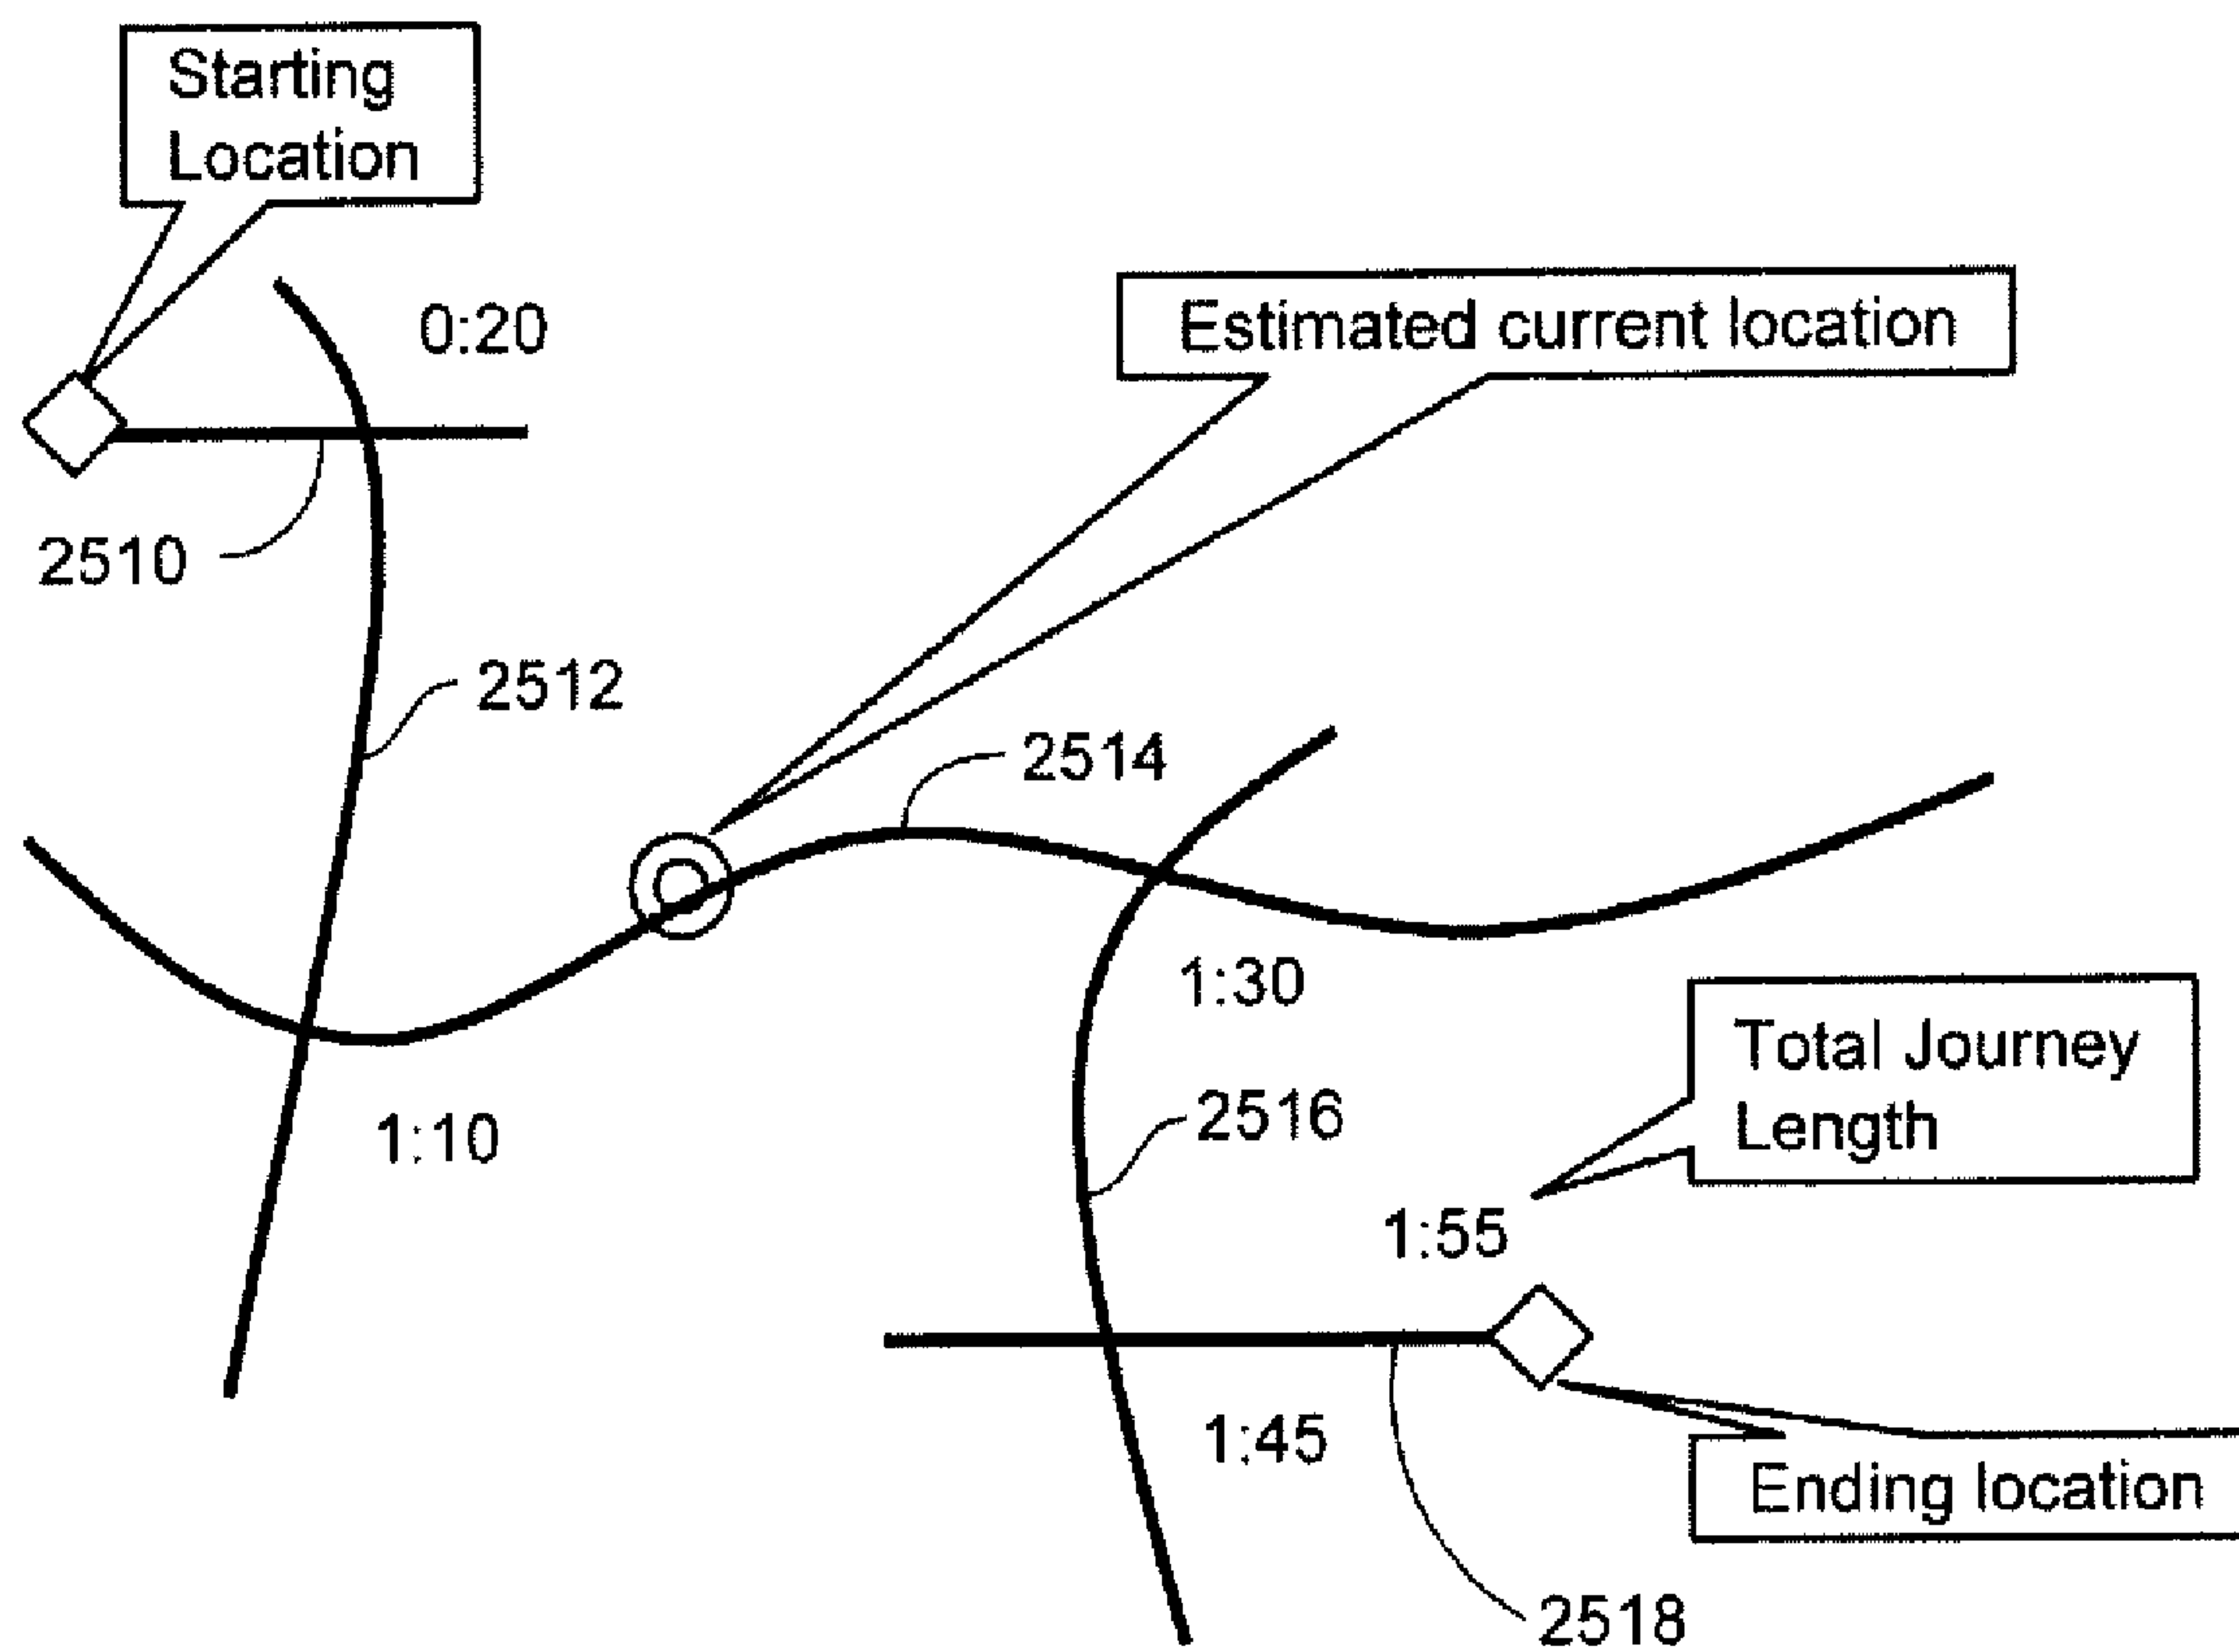 Starting
Location
0:20
Estimated current location
2510
2512
2514
1:30
Total Journey
Length
1:10
2516
1:55
1:45
Ending location
2518